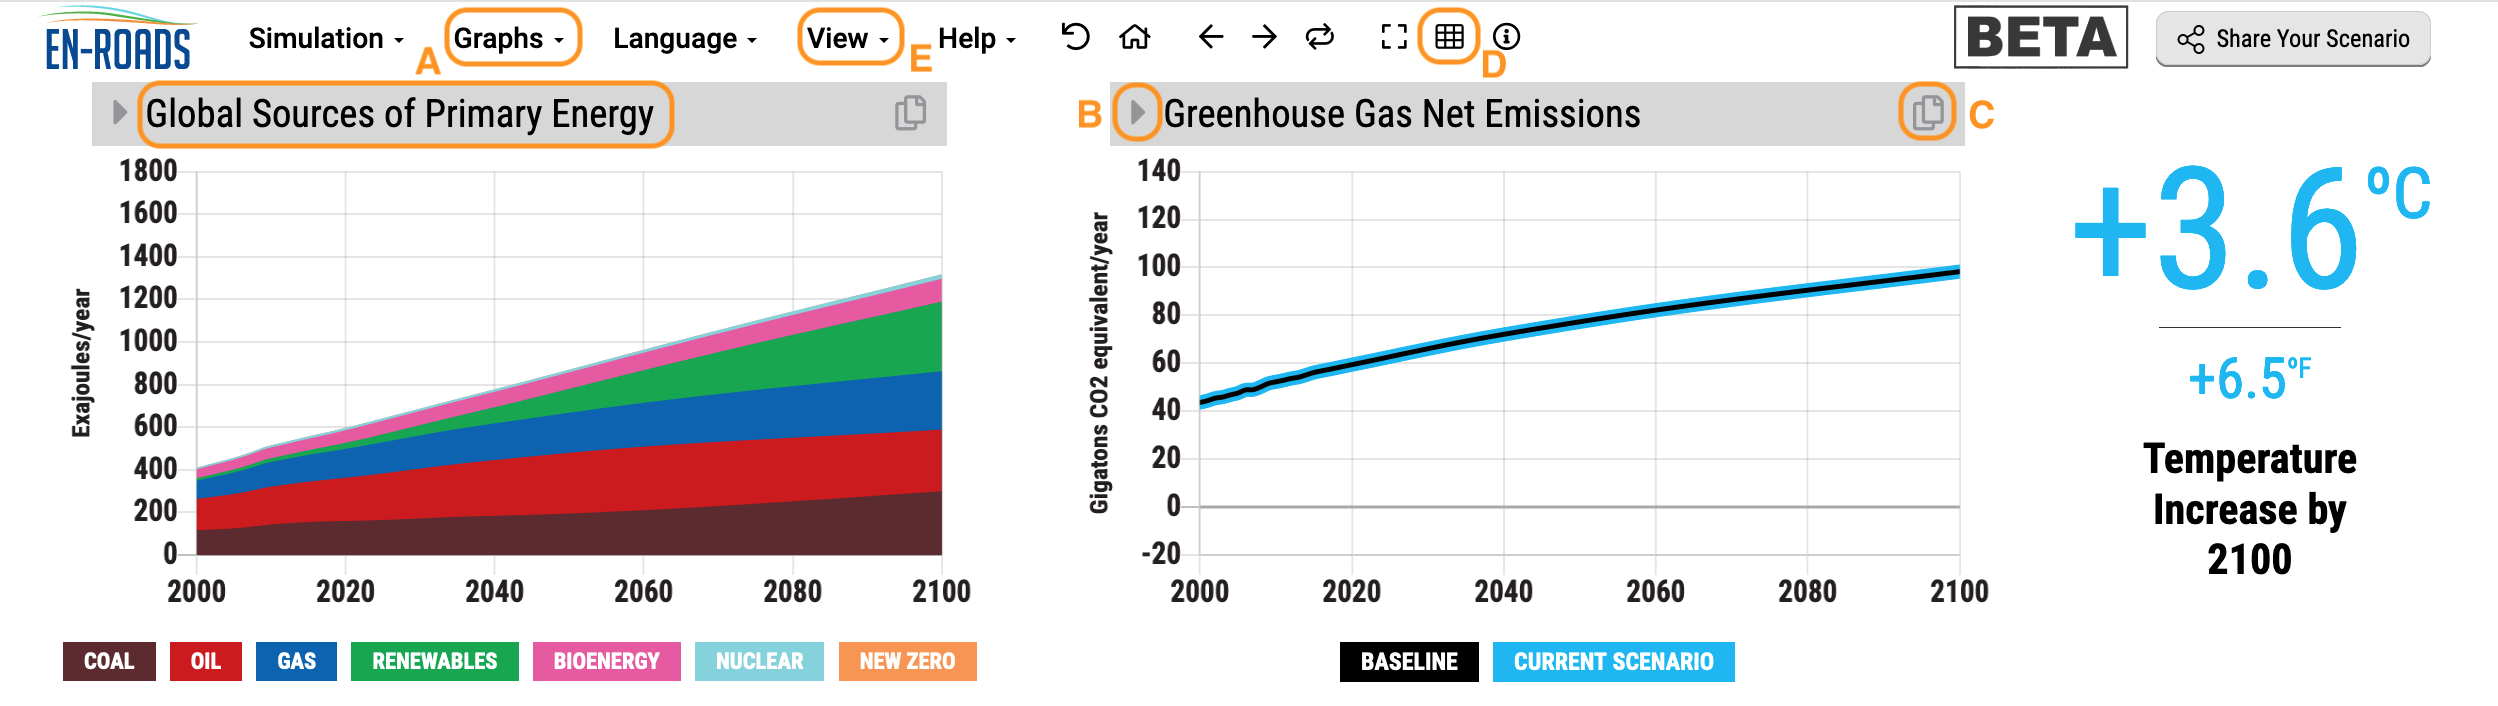 EN-ROADS
Simulation
A
Graphs
Language
View
E
Help
D
BETA
Share Your Scenario
Global Sources of Primary Energy
B
Greenhouse Gas Net Emissions
C
Exajoules/year
1800
1600
1400
1200
1000
800
600
400
200
0
2000 2020 2040 2060 2080 2100
COAL OIL GAS RENEWABLES BIOENERGY NUCLEAR NEW ZERO
Gigatons CO2 equivalent/year
140
120
100
80
60
40
20
0
-20
2000 2020 2040 2060 2080 2100
BASELINE CURRENT SCENARIO
+3.6 °C
+6.5 °F
Temperature
Increase by
2100